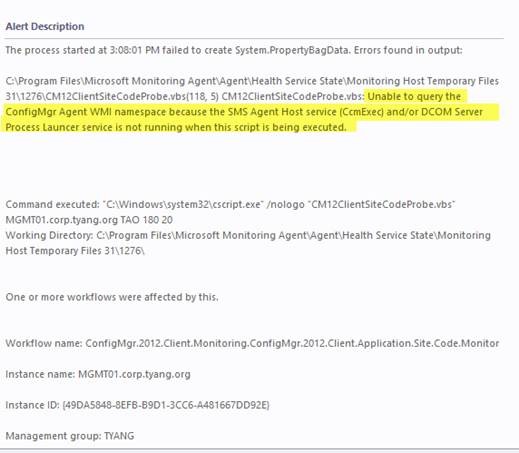 Alert Description
The process started at 3:08:01 PM failed to create System.PropertyBagData. Errors found in output:
C:\Program Files\Microsoft Monitoring Agent\Agent\Health Service State\Monitoring Host Temporary Files
31\1276\CM12ClientSiteCodeProbe.vbs(118, 5) CM12ClientSiteCodeProbe.vbs: Unable to query the
ConfigMgr Agent WMI namespace because the SMS Agent Host service (CcmExec) and/or DCOM Server
Process Launcer service is not running when this script is being executed.
Command executed: "C:\Windows\system32\cscript.exe" /nologo "CM12ClientSiteCodeProbe.vbs"
MGMT01.corp.tyang.org TAO 180 20
Working Directory: C:\Program Files\Microsoft Monitoring Agent\Agent\Health Service State\Monitoring
Host Temporary Files 31\1276\
One or more workflows were affected by this.
Workflow name: ConfigMgr.2012.Client.Monitoring.ConfigMgr.2012.Client.Application.Site.Code.Monitor
Instance name: MGMT01.corp.tyang.org
Instance ID: {49DA5848-8EFB-B9D1-3CC6-A481667DD92E}
Management group: TYANG